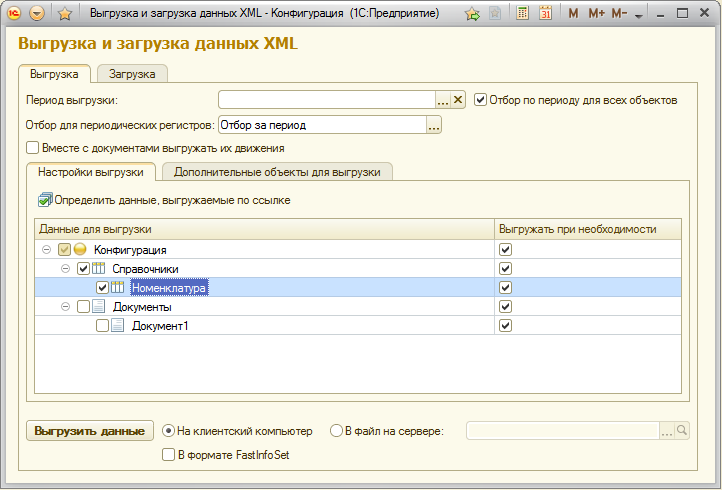 Выгрузка и загрузка данных XML - Конфигурация (1С:Предприятие)
31 M M+ M-
Выгрузка и загрузка данных XML
Выгрузка Загрузка
Период выгрузки: ... Отбор по периоду для всех объектов
Отбор для периодических регистров: Отбор за период ...
Вместе с документами выгружать их движения
Настройки выгрузки Дополнительные объекты для выгрузки
Определить данные, выгружаемые по ссылке
Данные для выгрузки Выгружать при необходимости
Конфигурация
Справочники
Номенклатура
Документы
Документ1
Выгрузить данные На клиентский компьютер В файл на сервере: ...
В формате FastInfoSet